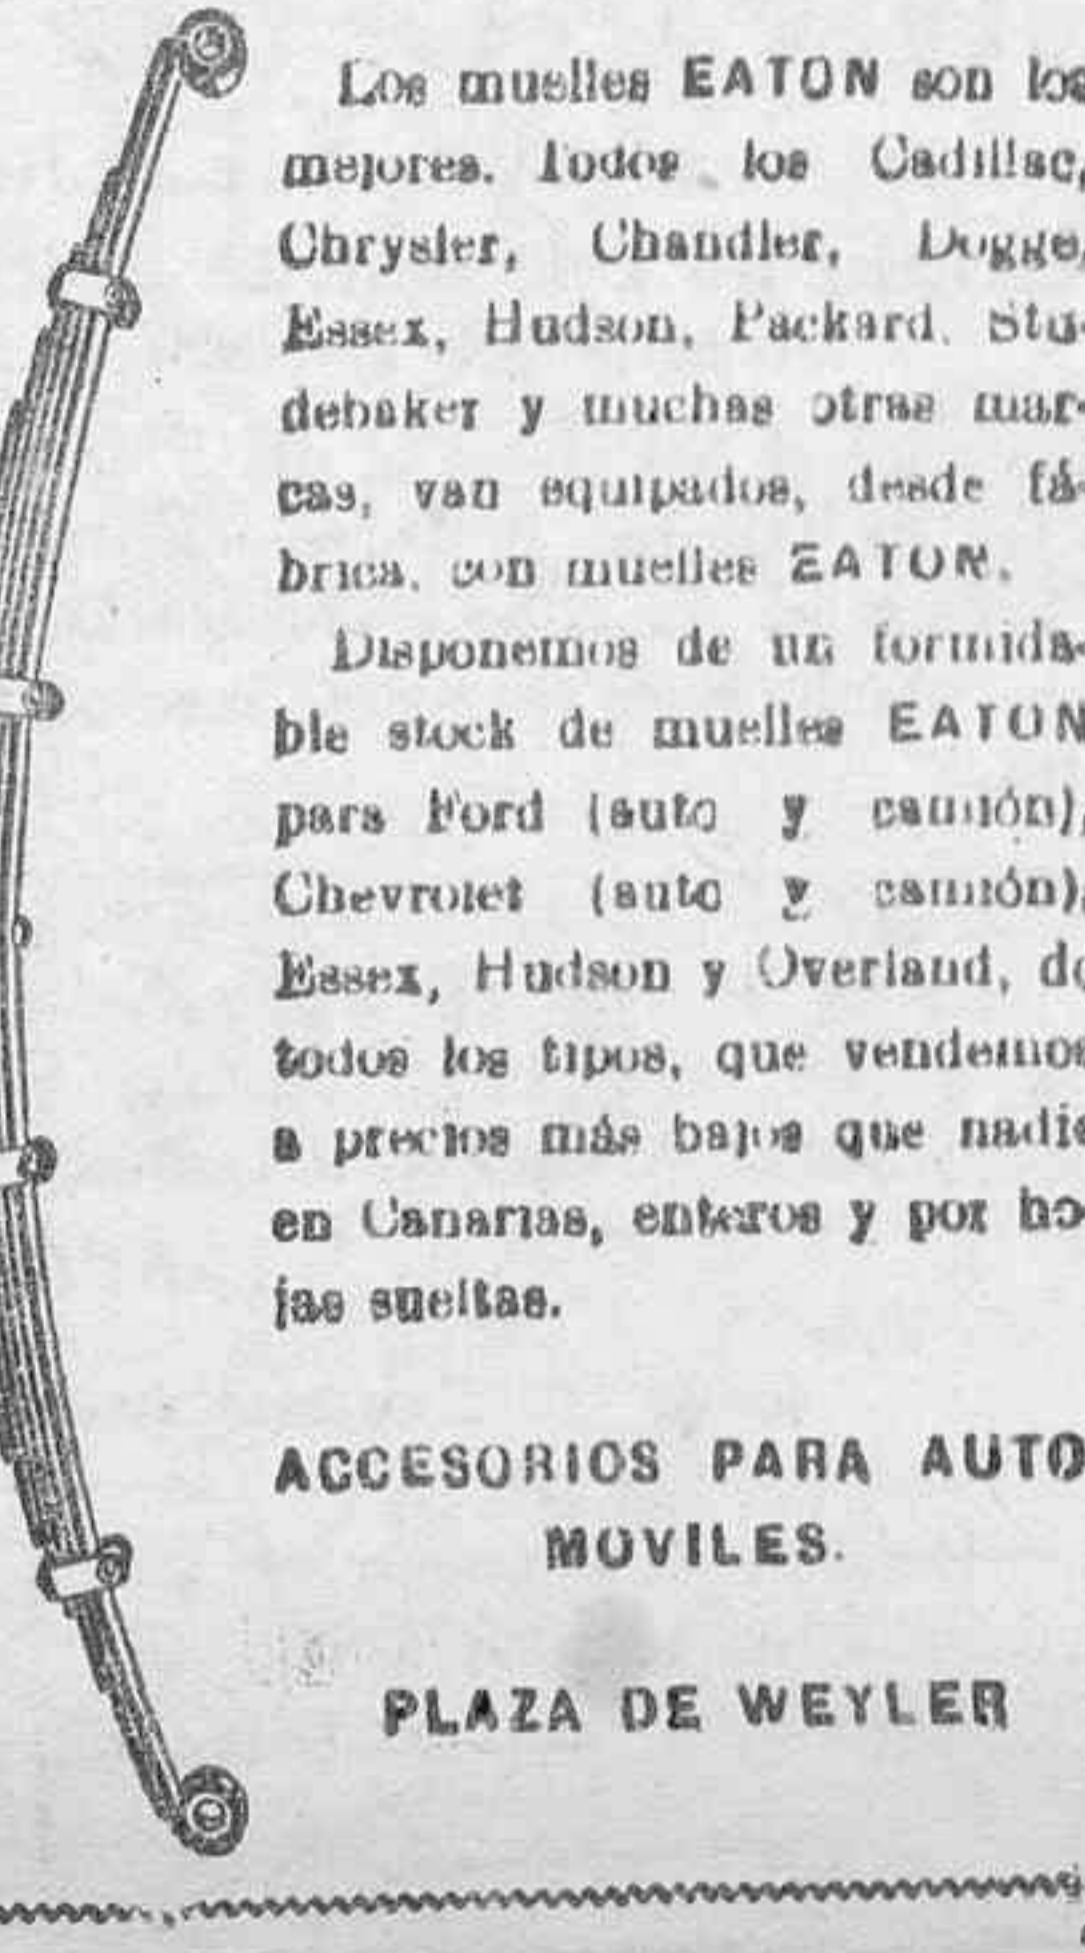 Los muelles EATON son los
mejores. Todos los Cadillac,
Chrysler, Chandler, Dogge,
Essex, Hudson, Packard. Stu-
debaker y muchas otras mar-
cas, van equipados, desde fá-
brica, con muelles EATON.
Disponemos de un formida-
ble stock de muelles EATON
para Ford (auto y camión),
Chevrolet (auto y camión),
Essex, Hudson y Overland, de
todos los tipos, que vendemos
a precios más bajos que nadie
en Canarias, enteros y por ho-
jas sueltas.
ACCESORIOS PARA AUTO
MOVILES.
PLAZA DE WEYLER